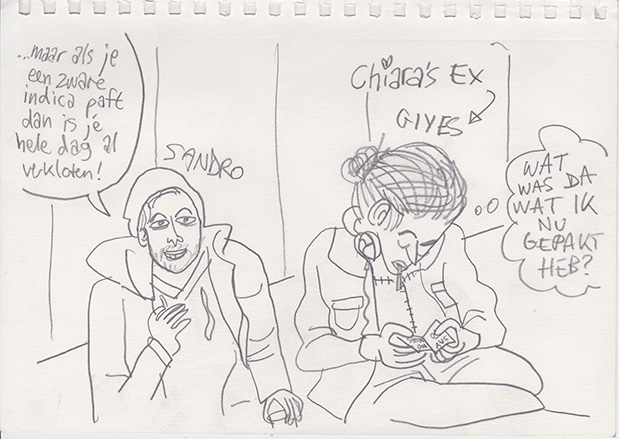 ...maar als je
een zware
indica paft
dan is je
hele dag al
verkloten!
SANDRO
Chiara's Ex
GIYES
WAT
WAS DA
WAT IK
NU
GEPAKT
HEB?